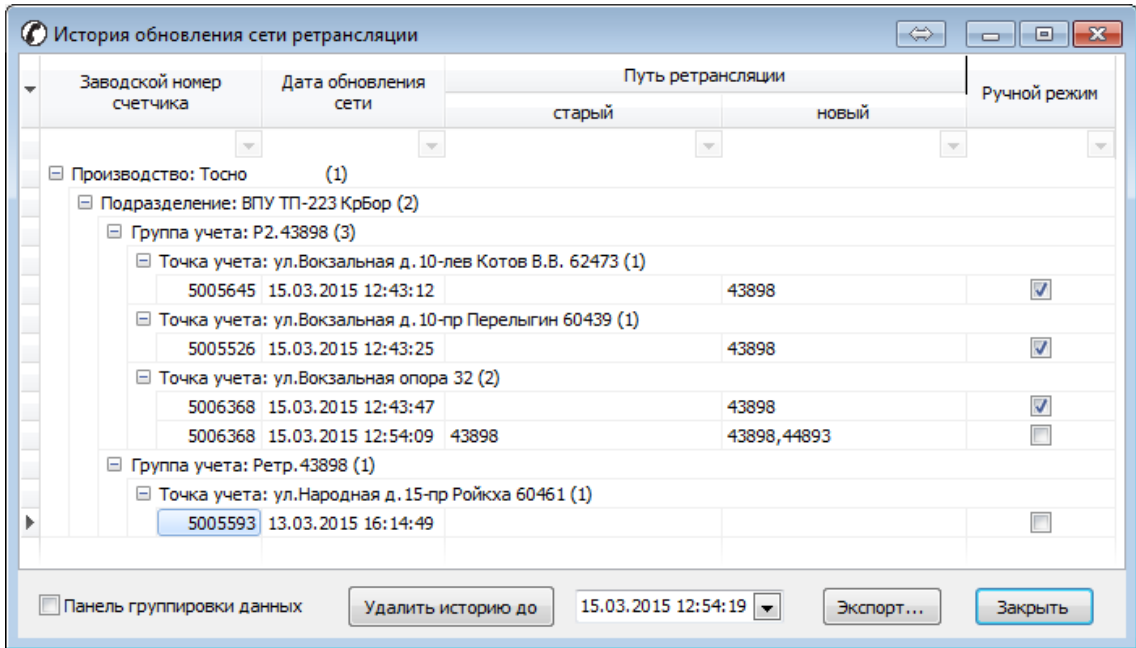 История обновления сети ретрансляции
Заводской номер счетчика
Дата обновления сети
Путь ретрансляции
старый
новый
Ручной режим
Производство: Тосно (1)
Подразделение: ВПУ ТП-223 КрБор (2)
Группа учета: Р2.43898 (3)
Точка учета: ул.Вокзальная д.10-лев Котов В.В. 62473 (1)
5005645 15.03.2015 12:43:12 43898
Точка учета: ул.Вокзальная д.10-пр Перелыгин 60439 (1)
5005526 15.03.2015 12:43:25 43898
Точка учета: ул.Вокзальная опора 32 (2)
5006368 15.03.2015 12:43:47 43898
5006368 15.03.2015 12:54:09 43898 43898,44893
Группа учета: Ретр.43898 (1)
Точка учета: ул.Народная д.15-пр Ройкха 60461 (1)
5005593 13.03.2015 16:14:49
Панель группировки данных Удалить историю до 15.03.2015 12:54:19 Экспорт... Закрыть